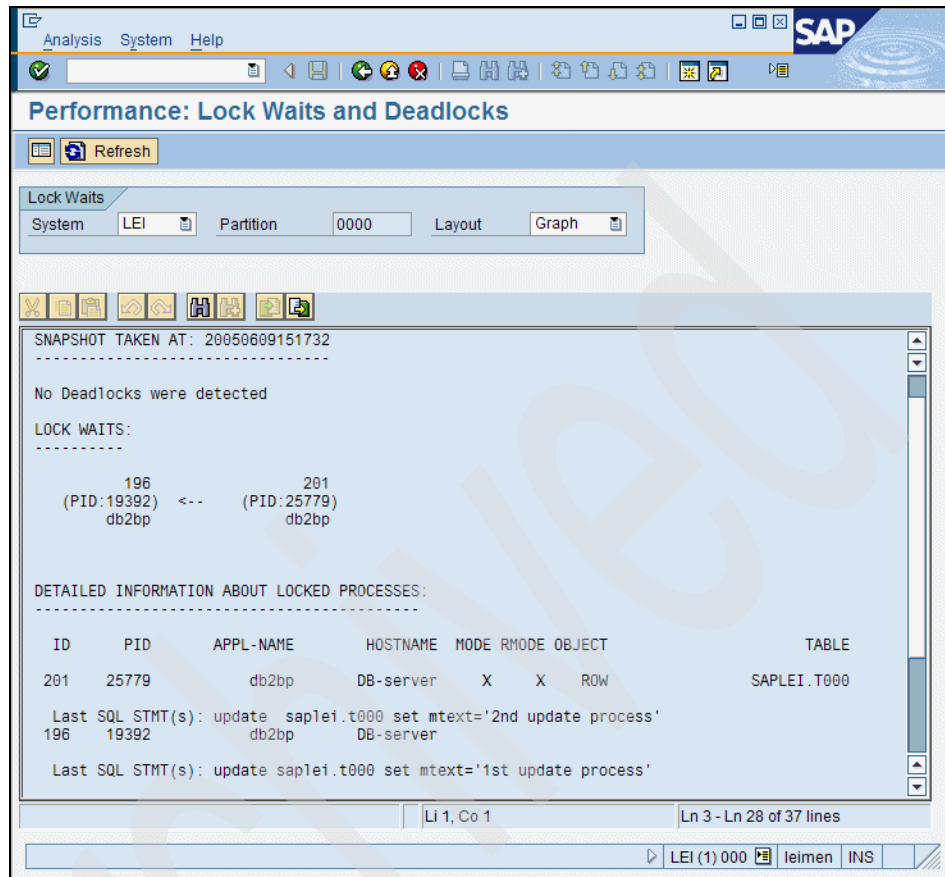 Analysis System Help
SAP
Performance: Lock Waits and Deadlocks
Refresh
Lock Waits
System LEI Partition 0000 Layout Graph
SNAPSHOT TAKEN AT: 20050609151732
---------------------------------
No Deadlocks were detected
LOCK WAITS:
----------
196 201
(PID:19392) <-- (PID:25779)
db2bp db2bp
DETAILED INFORMATION ABOUT LOCKED PROCESSES:
-------------------------------------------
ID PID APPL-NAME HOSTNAME MODE RMODE OBJECT TABLE
201 25779 db2bp DB-server X X ROW SAPLEI.T000
Last SQL STMT(s): update saplei.t000 set mtext='2nd update process'
196 19392 db2bp DB-server
Last SQL STMT(s): update saplei.t000 set mtext='1st update process'
Li 1, Co 1 Ln 3 - Ln 28 of 37 lines
LEI (1) 000 leimen INS